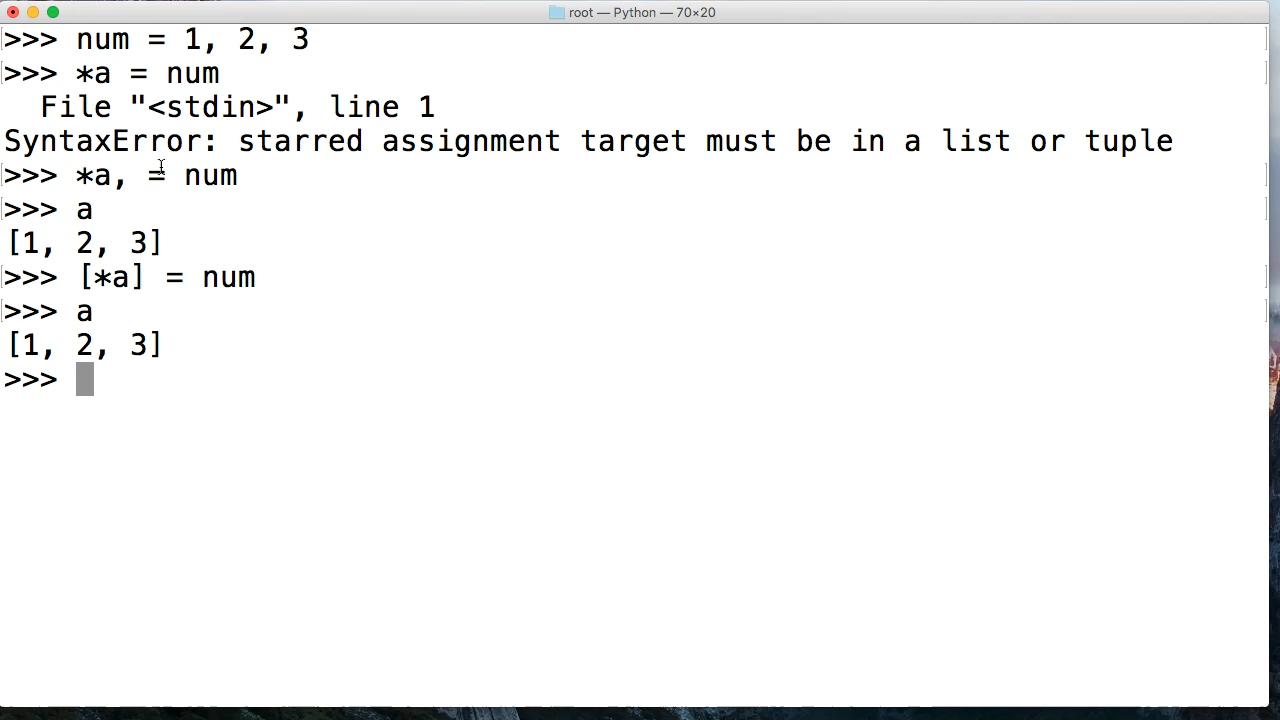 root — Python — 70×20
>>> num = 1, 2, 3
>>> *a = num
  File "<stdin>", line 1
SyntaxError: starred assignment target must be in a list or tuple
>>> *a, = num
>>> a
[1, 2, 3]
>>> [*a] = num
>>> a
[1, 2, 3]
>>>